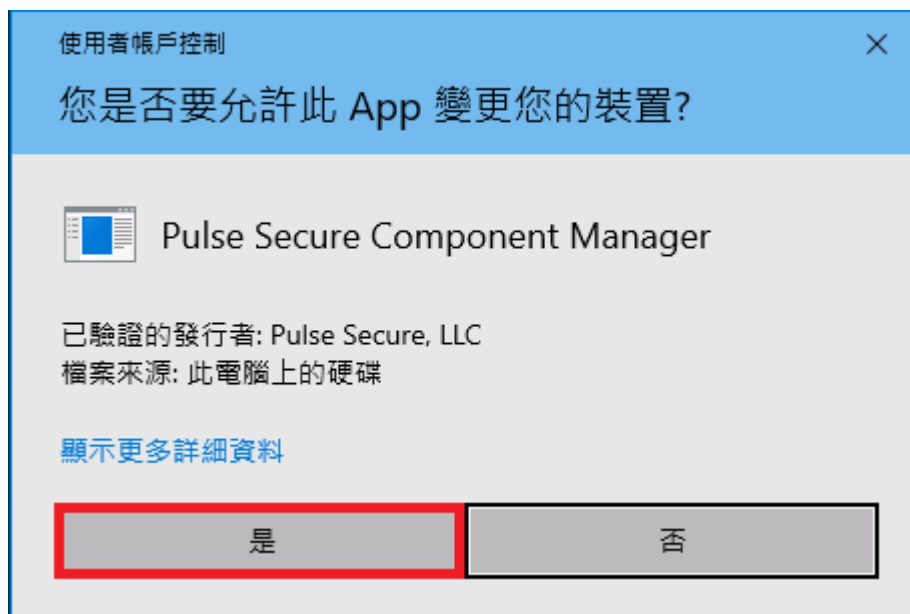 使用者帳戶控制
您是否要允許此 App 變更您的裝置?
Pulse Secure Component Manager
已驗證的發行者: Pulse Secure, LLC
檔案來源: 此電腦上的硬碟
顯示更多詳細資料
是
否